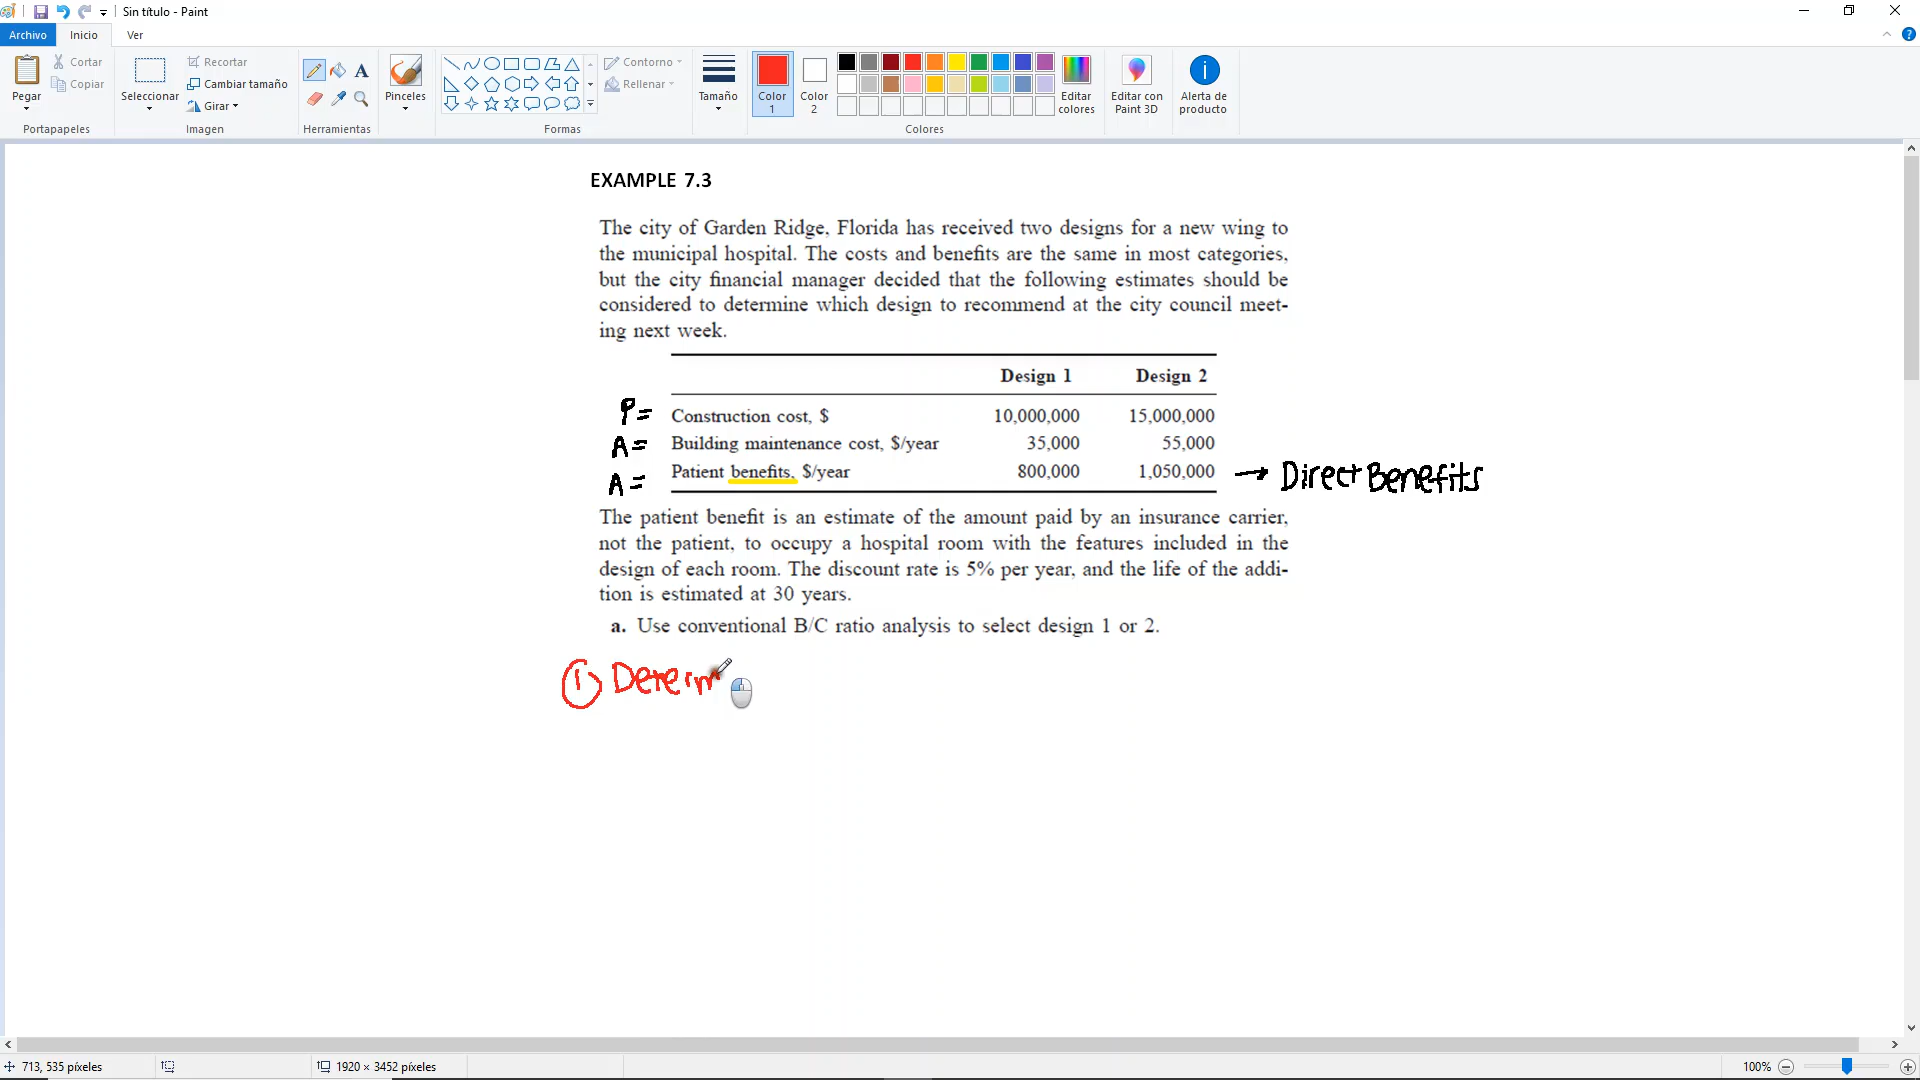 Sin título - Paint
Archivo Inicio Ver
Pegar
Cortar
Copiar
Portapapeles
Seleccionar
Recortar
Cambiar tamaño
Girar
Imagen
Herramientas
Pinceles
Contorno
Rellenar
Formas
Tamaño
Color 1
Color 2
Editar colores
Colores
Editar con Paint 3D
Alerta de producto
EXAMPLE 7.3
The city of Garden Ridge, Florida has received two designs for a new wing to
the municipal hospital. The costs and benefits are the same in most categories,
but the city financial manager decided that the following estimates should be
considered to determine which design to recommend at the city council meet-
ing next week.
Design 1 Design 2
P= Construction cost, $ 10,000,000 15,000,000
A= Building maintenance cost, $/year 35,000 55,000
A= Patient benefits, $/year 800,000 1,050,000 → Direct Benefits
The patient benefit is an estimate of the amount paid by an insurance carrier,
not the patient, to occupy a hospital room with the features included in the
design of each room. The discount rate is 5% per year, and the life of the addi-
tion is estimated at 30 years.
a. Use conventional B/C ratio analysis to select design 1 or 2.
① Determ
713, 535 píxeles 1920 × 3452 píxeles 100%